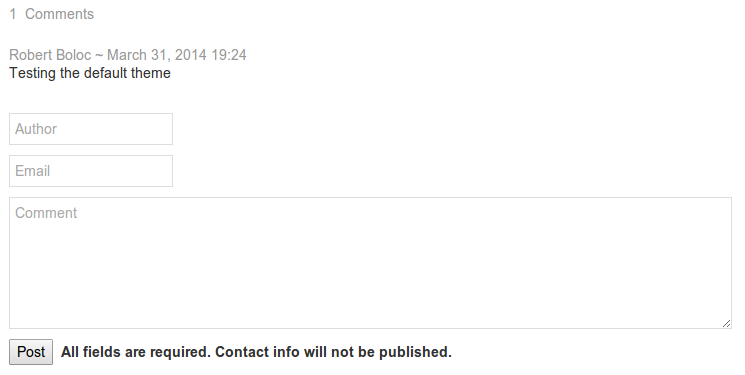 1 Comments
Robert Boloc ~ March 31, 2014 19:24
Testing the default theme
Author
Email
Comment
Post All fields are required. Contact info will not be published.